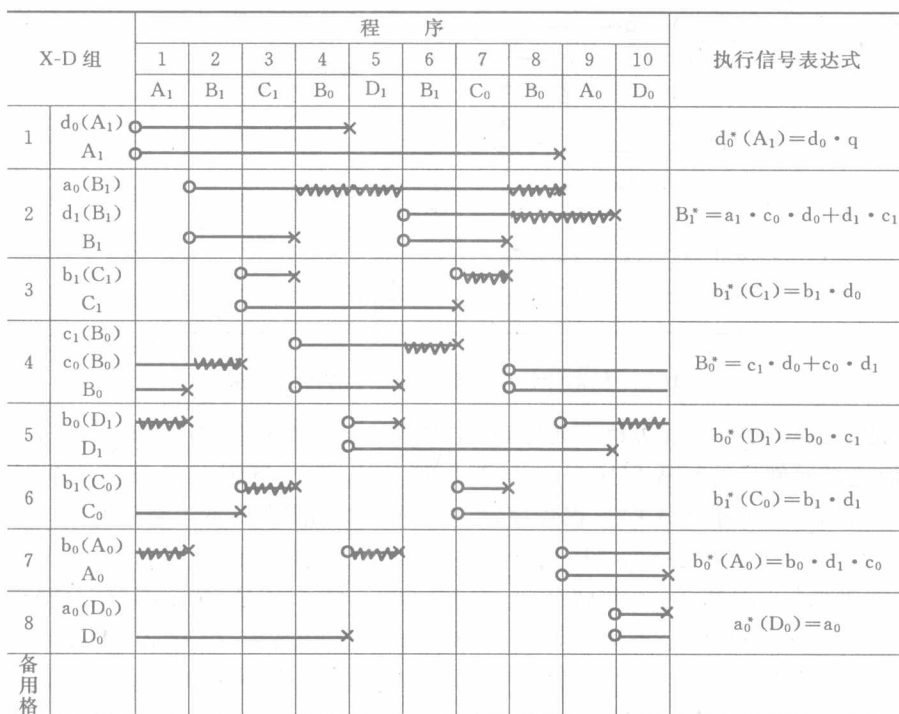 X-D 组
程 序
执行信号表达式
1 2 3 4 5 6 7 8 9 10
A₁ B₁ C₁ B₀ D₁ B₁ C₀ B₀ A₀ D₀
1
d₀(A₁)
A₁
d₀*(A₁)=d₀·q
2
a₀(B₁)
d₁(B₁)
B₁
B₁*=a₁·c₀·d₀+d₁·c₁
3
b₁(C₁)
C₁
b₁*(C₁)=b₁·d₀
4
c₁(B₀)
c₀(B₀)
B₀
B₀*=c₁·d₀+c₀·d₁
5
b₀(D₁)
D₁
b₀*(D₁)=b₀·c₁
6
b₁(C₀)
C₀
b₁*(C₀)=b₁·d₁
7
b₀(A₀)
A₀
b₀*(A₀)=b₀·d₁·c₀
8
a₀(D₀)
D₀
a₀*(D₀)=a₀
备用格